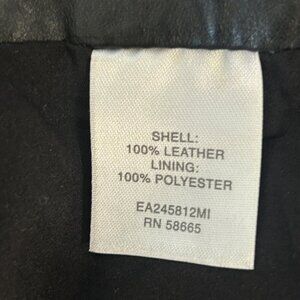 SHELL:
100% LEATHER
LINING:
100% POLYESTER
EA245812MI
RN 58665